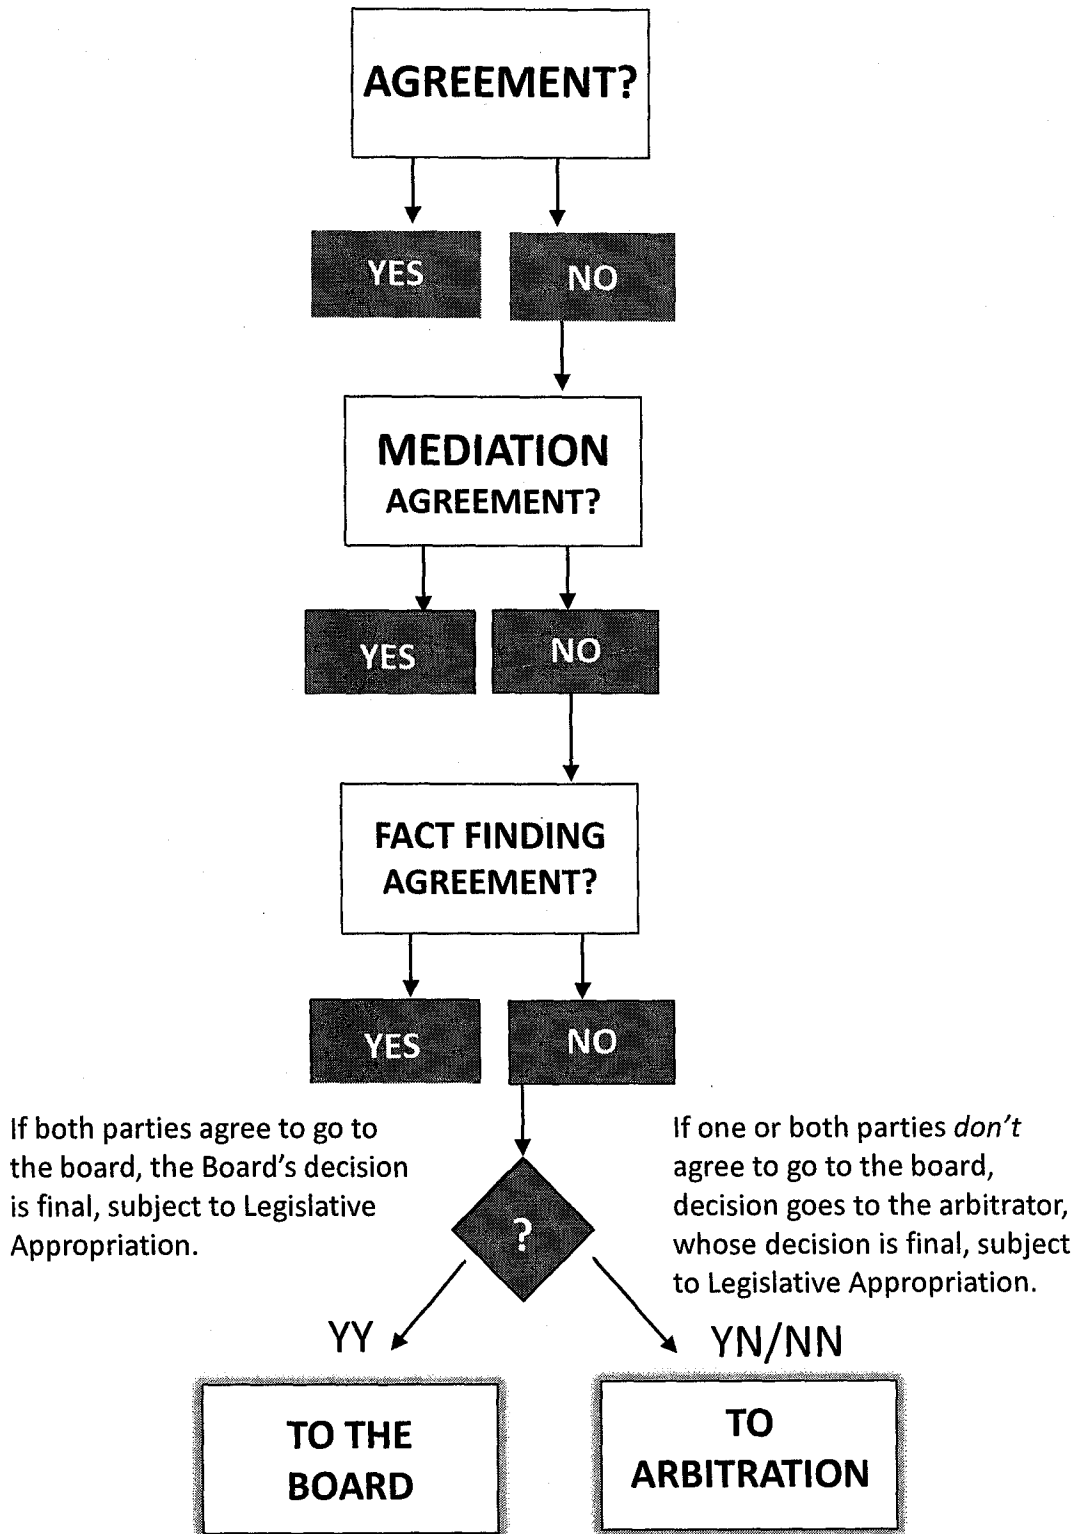 AGREEMENT?
YES
NO
MEDIATION
AGREEMENT?
YES
NO
FACT FINDING
AGREEMENT?
YES
NO
If both parties agree to go to
the board, the Board's decision
is final, subject to Legislative
Appropriation.
?
If one or both parties don't
agree to go to the board,
decision goes to the arbitrator,
whose decision is final, subject
to Legislative Appropriation.
YY
YN/NN
TO THE
BOARD
TO
ARBITRATION